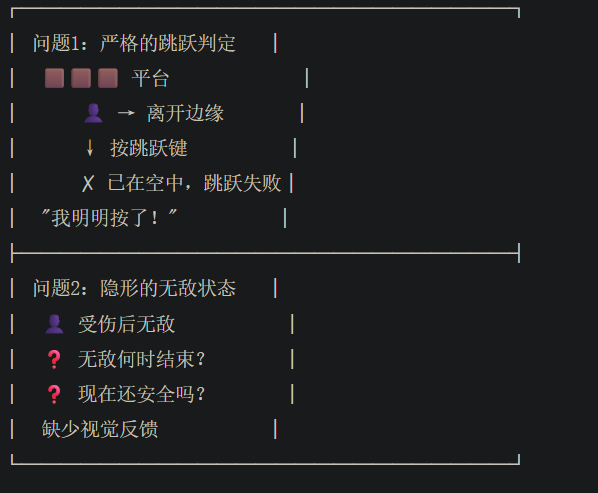 问题1：严格的跳跃判定
🟫🟫🟫 平台
👤 → 离开边缘
↓ 按跳跃键
✗ 已在空中，跳跃失败
"我明明按了！"
问题2：隐形的无敌状态
👤 受伤后无敌
❓ 无敌何时结束？
❓ 现在还安全吗？
缺少视觉反馈